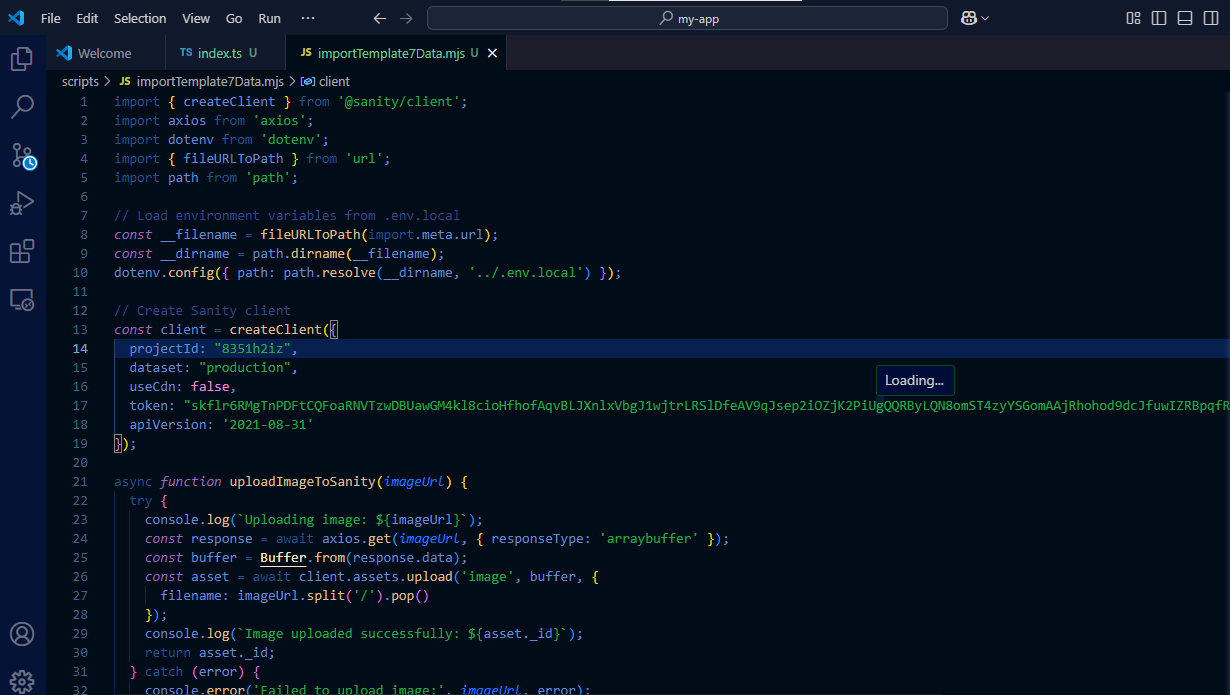 File Edit Selection View Go Run ··· my-app
Welcome TS index.ts U JS importTemplate7Data.mjs U
scripts > JS importTemplate7Data.mjs > client
1 import { createClient } from '@sanity/client';
2 import axios from 'axios';
3 import dotenv from 'dotenv';
4 import { fileURLToPath } from 'url';
5 import path from 'path';
6
7 // Load environment variables from .env.local
8 const __filename = fileURLToPath(import.meta.url);
9 const __dirname = path.dirname(__filename);
10 dotenv.config({ path: path.resolve(__dirname, '../.env.local') });
11
12 // Create Sanity client
13 const client = createClient({
14 projectId: "8351h2iz",
15 dataset: "production",
Loading...
16 useCdn: false,
17 token: "skflr6RMgTnPDFtCQFoaRNVTzwDBUawGM4kl8cioHfhofAqvBLJXnlxVbgJ1wjtrLRSlDfeAV9qJsep2iOZjK2PiUgQQRByLQN8omST4zyYSGomAAjRhohod9dcJfuwIZRBpqfR
18 apiVersion: '2021-08-31'
19 });
20
21 async function uploadImageToSanity(imageUrl) {
22 try {
23 console.log(`Uploading image: ${imageUrl}`);
24 const response = await axios.get(imageUrl, { responseType: 'arraybuffer' });
25 const buffer = Buffer.from(response.data);
26 const asset = await client.assets.upload('image', buffer, {
27 filename: imageUrl.split('/').pop()
28 });
29 console.log(`Image uploaded successfully: ${asset._id}`);
30 return asset._id;
31 } catch (error) {
32 console.error('Failed to upload image:', imageUrl, error);